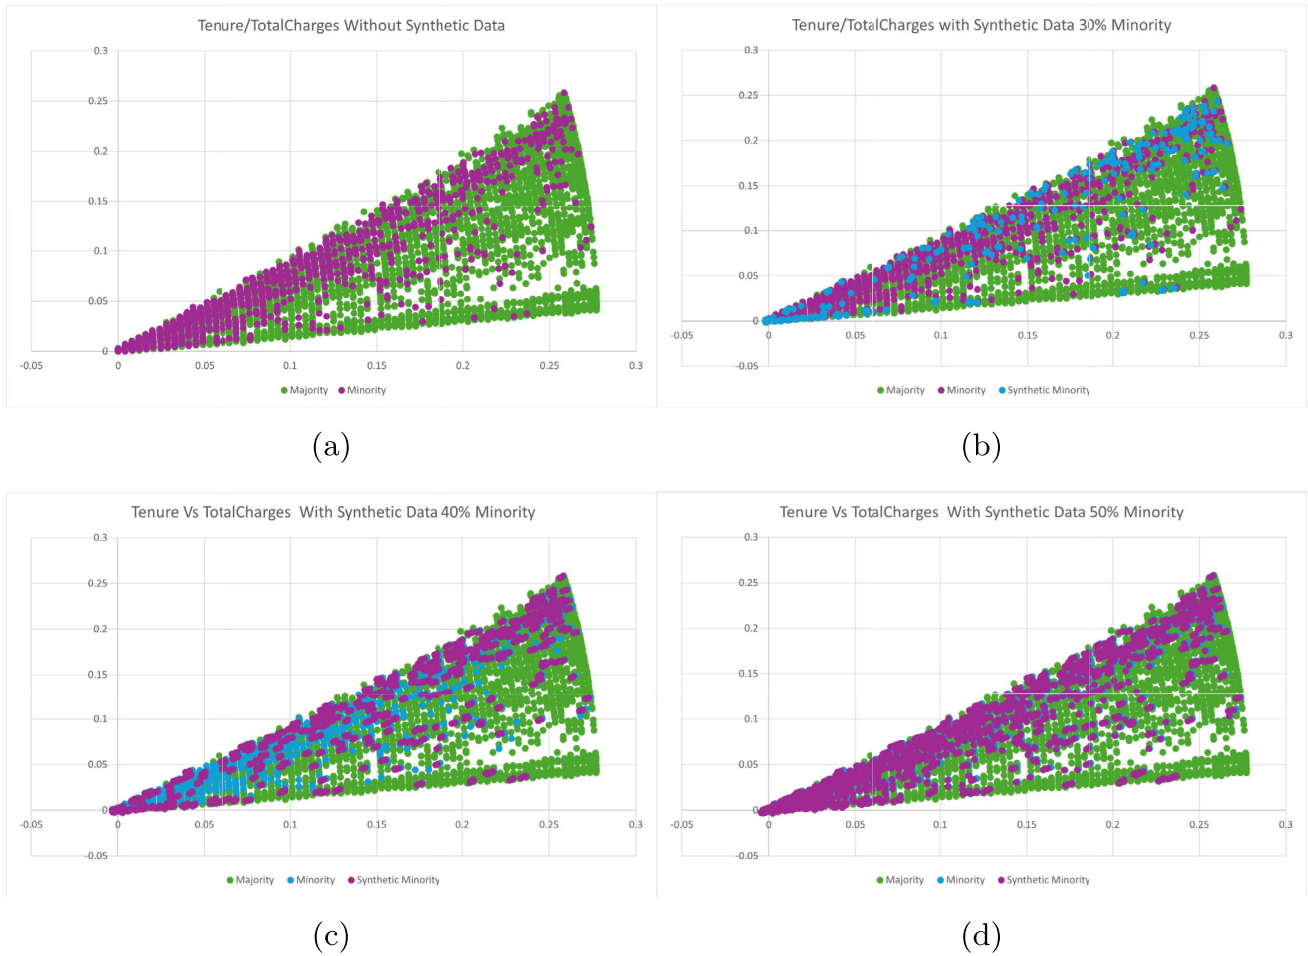 Tenure/TotalCharges Without Synthetic Data
0.3
0.25
0.2
0.15
0.1
0.05
0
-0.05 0 0.05 0.1 0.15 0.2 0.25 0.3
Majority Minority
(a)
Tenure/TotalCharges with Synthetic Data 30% Minority
0.3
0.25
0.2
0.15
0.1
0.05
0
-0.05 0 0.05 0.1 0.15 0.2 0.25 0.3
-0.05
Majority Minority Synthetic Minority
(b)
Tenure Vs TotalCharges With Synthetic Data 40% Minority
0.3
0.25
0.2
0.15
0.1
0.05
0
-0.05 0 0.05 0.1 0.15 0.2 0.25 0.3
-0.05
Majority Minority Synthetic Minority
(c)
Tenure Vs TotalCharges With Synthetic Data 50% Minority
0.3
0.25
0.2
0.15
0.1
0.05
0
-0.05 0 0.05 0.1 0.15 0.2 0.25 0.3
-0.05
Majority Minority Synthetic Minority
(d)